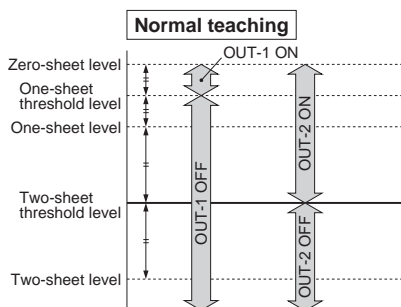 Normal teaching
OUT-1 ON
Zero-sheet level
One-sheet
threshold level
One-sheet level
Two-sheet
threshold level
Two-sheet level
OUT-1 OFF
OUT-2 ON
OUT-2 OFF